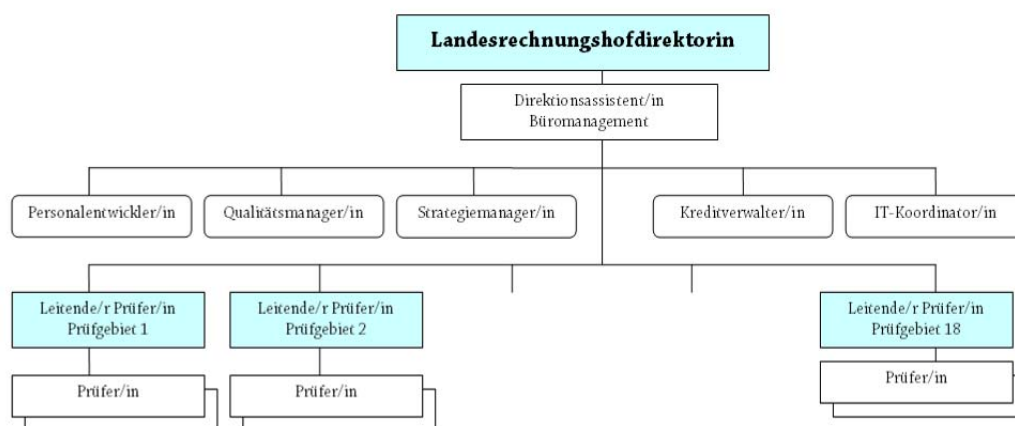 Landesrechnungshofdirektorin
Direktionsassistent/in
Büromanagement
Personalentwickler/in
Qualitätsmanager/in
Strategiemanager/in
Kreditverwalter/in
IT-Koordinator/in
Leitende/r Prüfer/in
Prüfgebiet 1
Leitende/r Prüfer/in
Prüfgebiet 2
Leitende/r Prüfer/in
Prüfgebiet 18
Prüfer/in
Prüfer/in
Prüfer/in